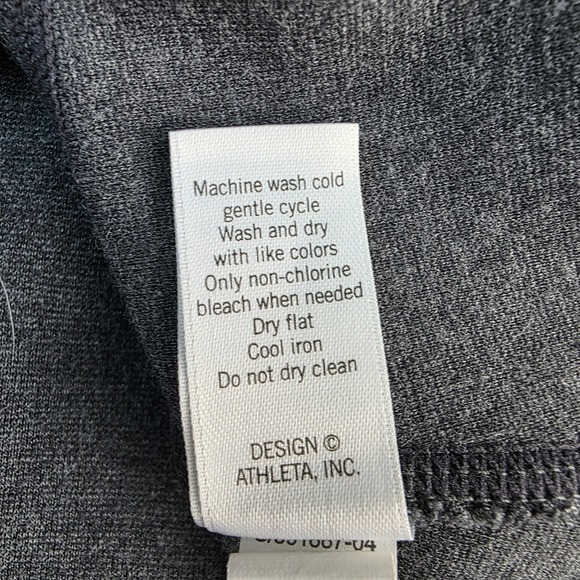 Machine wash cold
gentle cycle
Wash and dry
with like colors
Only non-chlorine
bleach when needed
Dry flat
Cool iron
Do not dry clean
DESIGN ©
ATHLETA, INC.